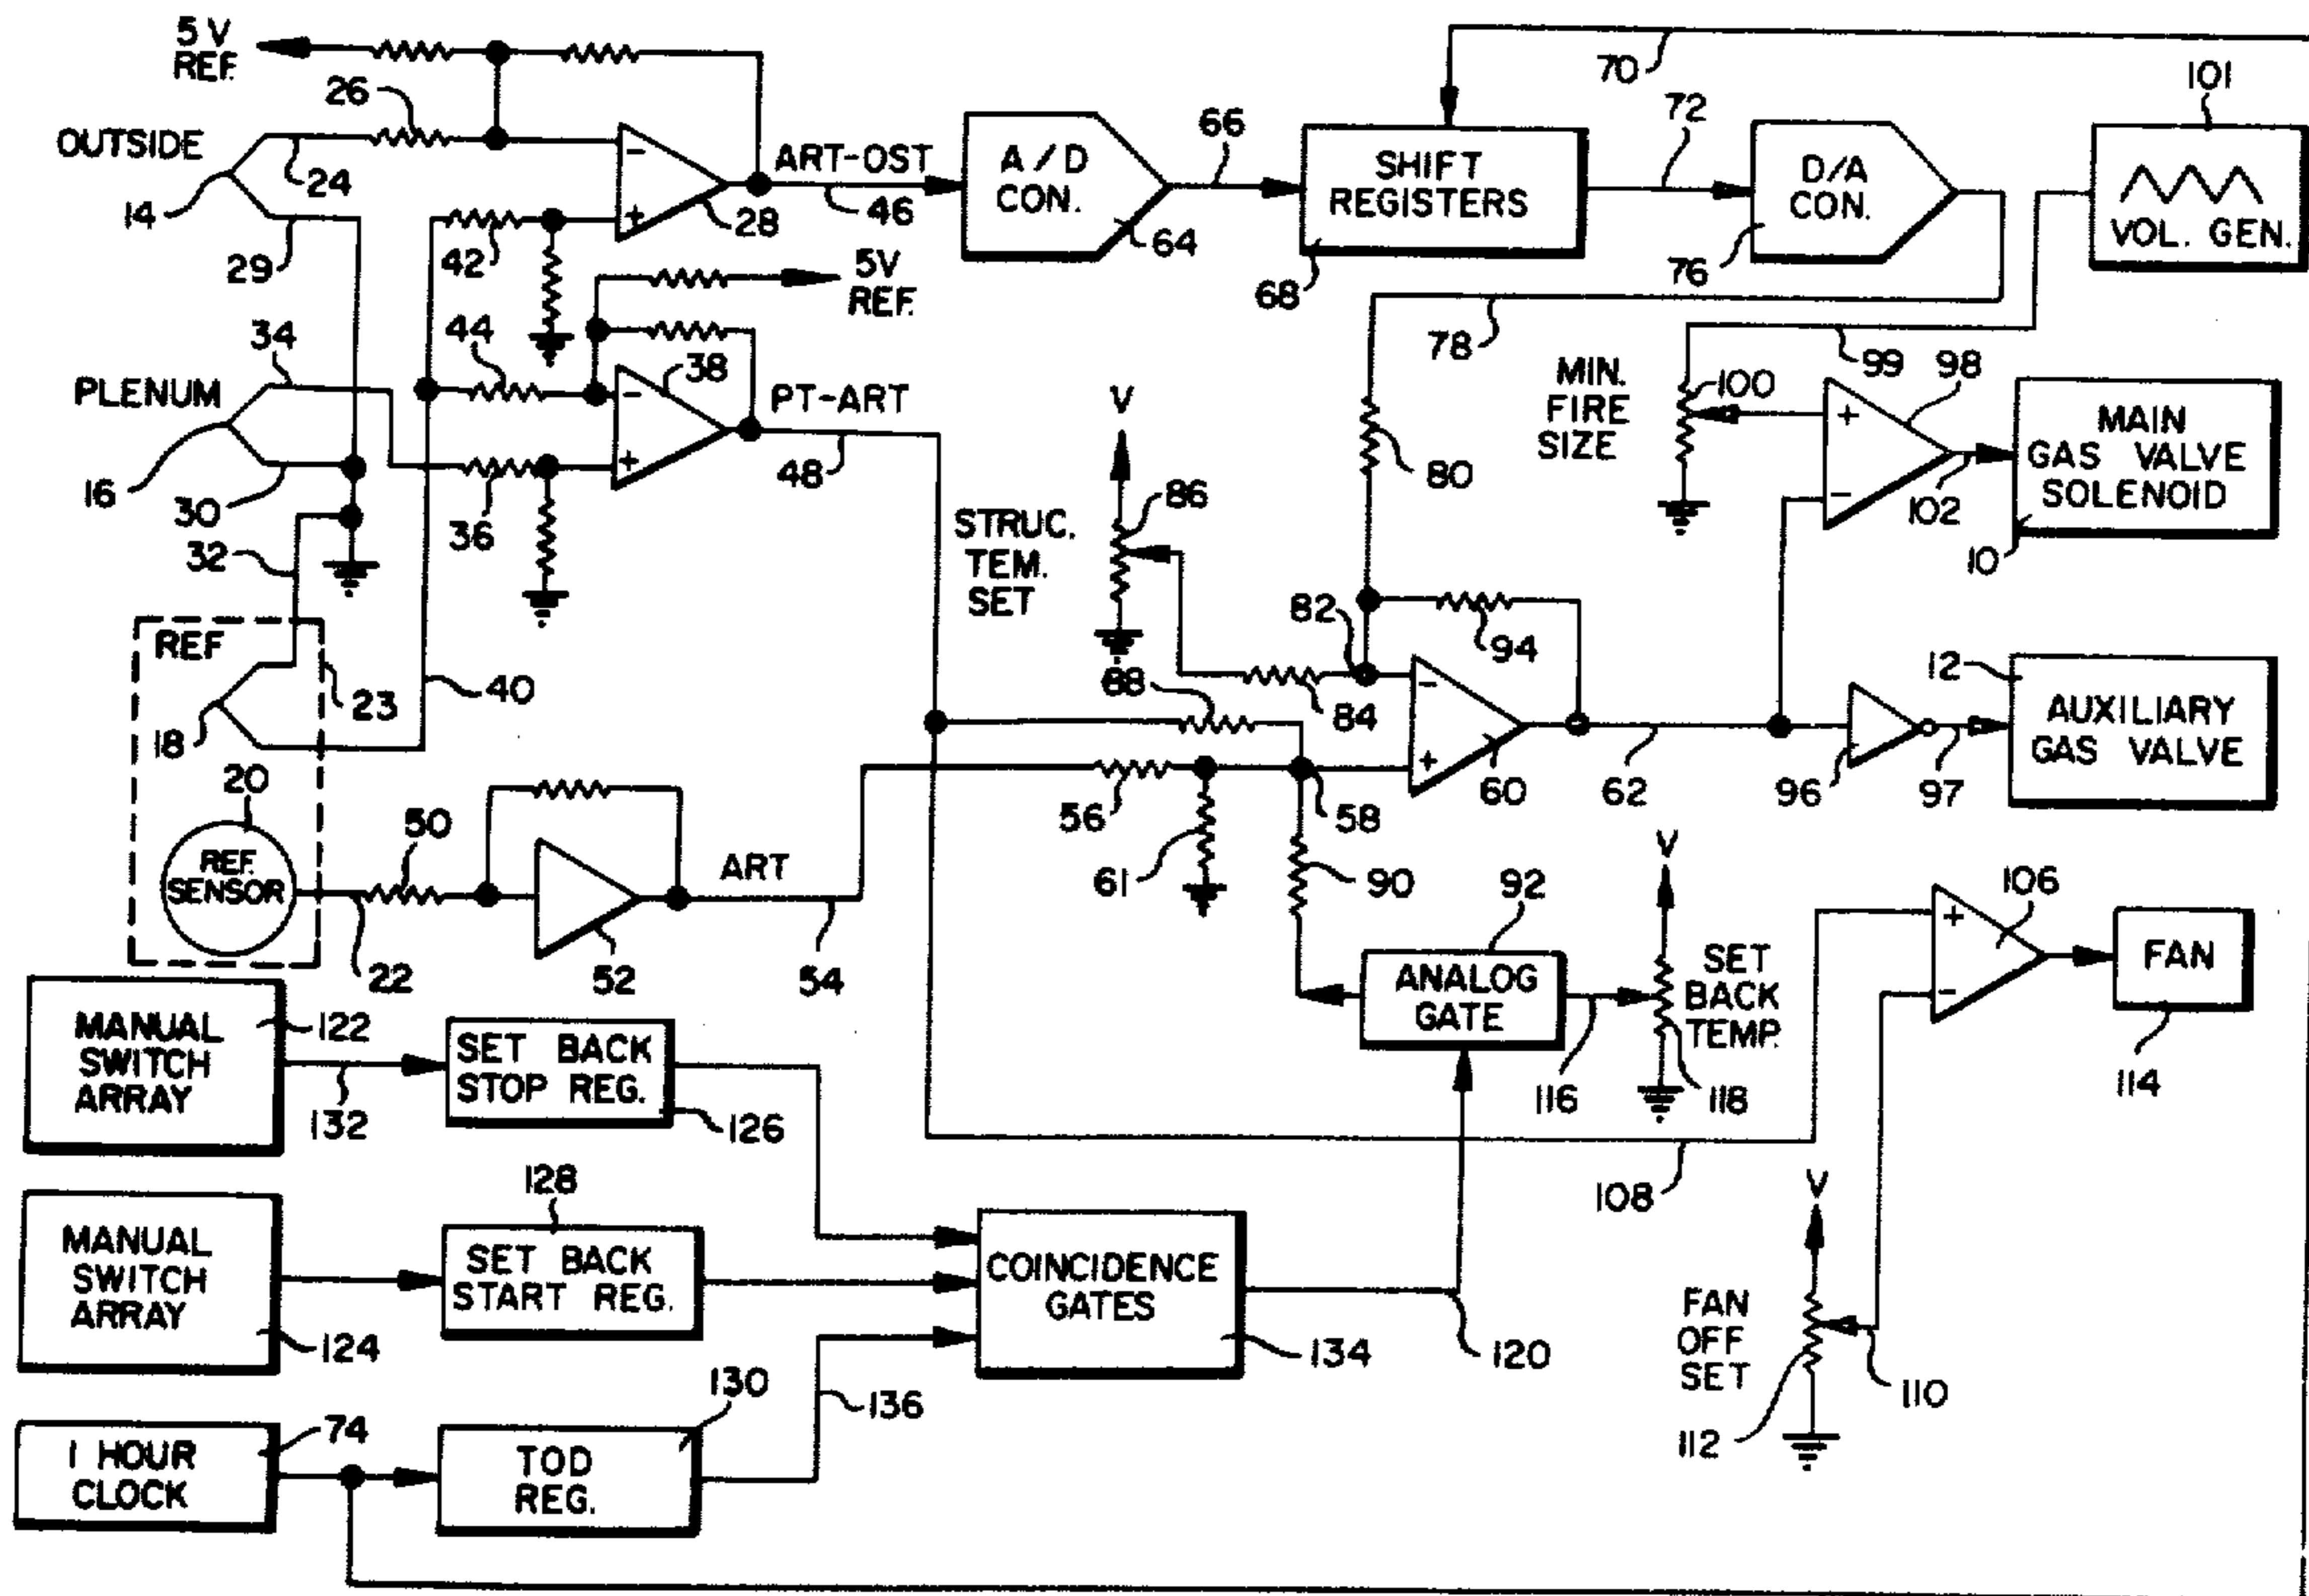 5 V
REF.
26
OUTSIDE
24
14
29
42
28
ART-OST
46
A/D
CON.
64
66
SHIFT
REGISTERS
68
70
72
D/A
CON.
76
78
101
VOL. GEN.
5V
REF.
34
PLENUM
16
30
32
44
36
38
PT-ART
48
MIN.
FIRE
SIZE
100
99
98
102
MAIN
GAS VALVE
SOLENOID
10
V
86
STRUC.
TEM.
SET
80
82
94
84
88
60
62
96
97
12
AUXILIARY
GAS VALVE
REF
18
23
40
20
REF.
SENSOR
22
50
52
ART
54
56
61
58
90
92
ANALOG
GATE
116
V
SET
BACK
TEMP.
118
106
FAN
114
MANUAL
SWITCH
ARRAY
122
132
SET BACK
STOP REG.
126
MANUAL
SWITCH
ARRAY
124
128
SET BACK
START REG.
COINCIDENCE
GATES
134
120
108
V
FAN
OFF
SET
110
112
1 HOUR
CLOCK
74
TOD
REG.
130
136